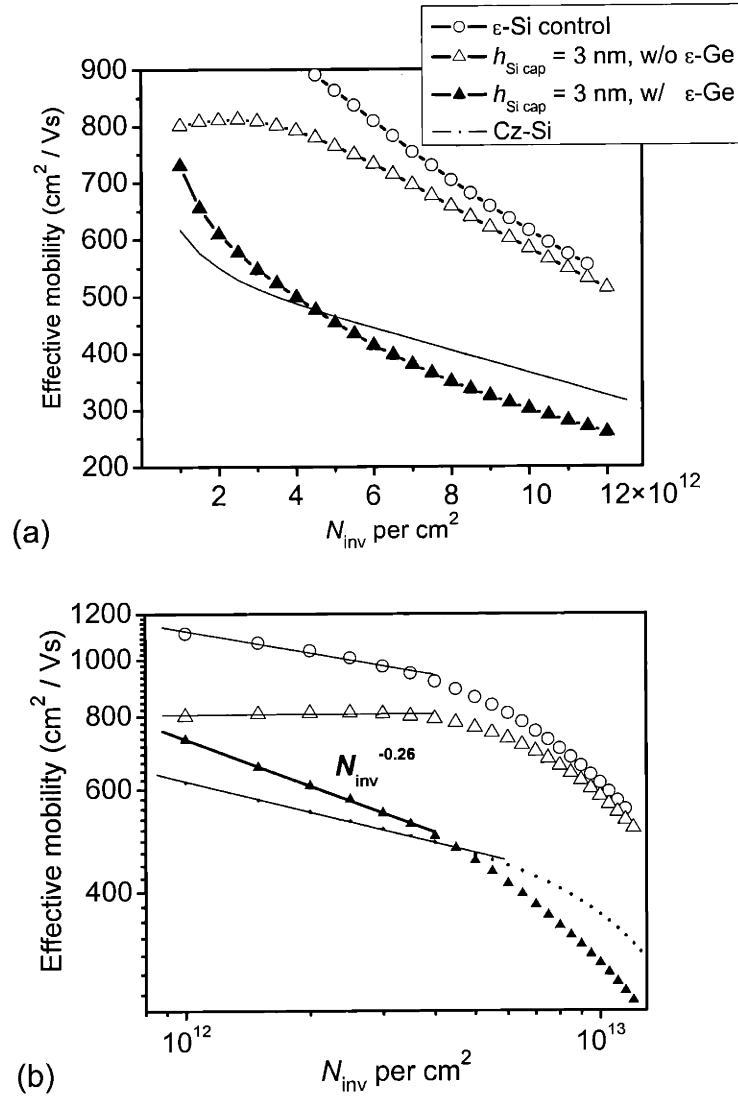 ε-Si control
h_Si cap = 3 nm, w/o ε-Ge
h_Si cap = 3 nm, w/ ε-Ge
Cz-Si
900
800
700
600
500
400
300
200
Effective mobility (cm² / Vs)
2 4 6 8 10 12×10¹²
N_inv per cm²
(a)
1200
1000
800
600
400
Effective mobility (cm² / Vs)
N_inv^-0.26
10¹² 10¹³
N_inv per cm²
(b)